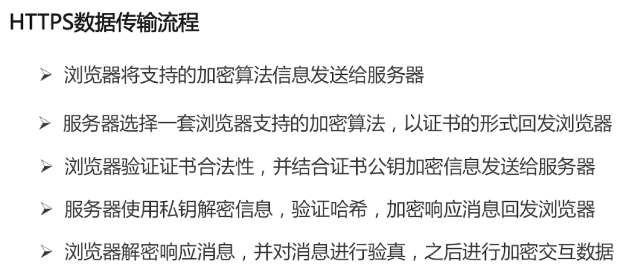 HTTPS数据传输流程
➢ 浏览器将支持的加密算法信息发送给服务器
➢ 服务器选择一套浏览器支持的加密算法，以证书的形式回发浏览器
➢ 浏览器验证证书合法性，并结合证书公钥加密信息发送给服务器
➢ 服务器使用私钥解密信息，验证哈希，加密响应消息回发浏览器
➢ 浏览器解密响应消息，并对消息进行验真，之后进行加密交互数据